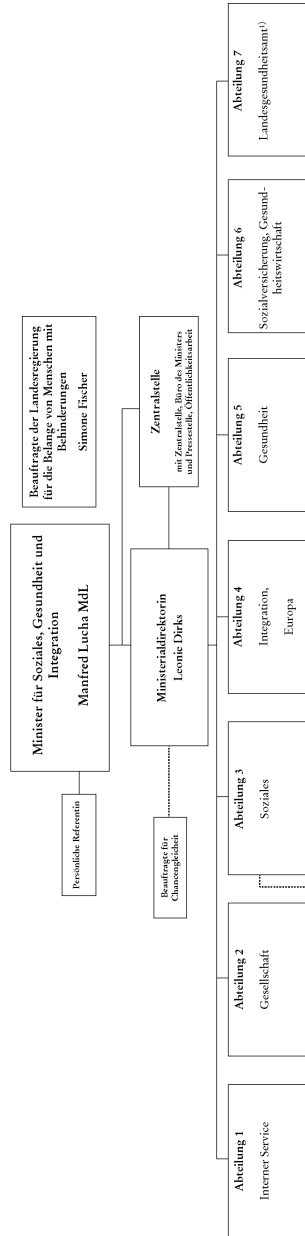 Minister für Soziales, Gesundheit und
Integration
Manfred Lucha MdL
Beauftragte der Landesregierung
für die Belange von Menschen mit
Behinderungen
Simone Fischer
Persönliche Referentin
Ministerialdirektorin
Leonie Dirks
Zentralstelle
mit Zentralstelle, Büro des Ministers
und Pressestelle, Öffentlichkeitsarbeit
Beauftragte für
Chancengleicheit
Abteilung 1
Interner Service
Abteilung 2
Gesellschaft
Abteilung 3
Soziales
Abteilung 4
Integration,
Europa
Abteilung 5
Gesundheit
Abteilung 6
Sozialversicherung, Gesund-
heitswirtschaft
Abteilung 7
Landesgesundheitsamt¹⁾